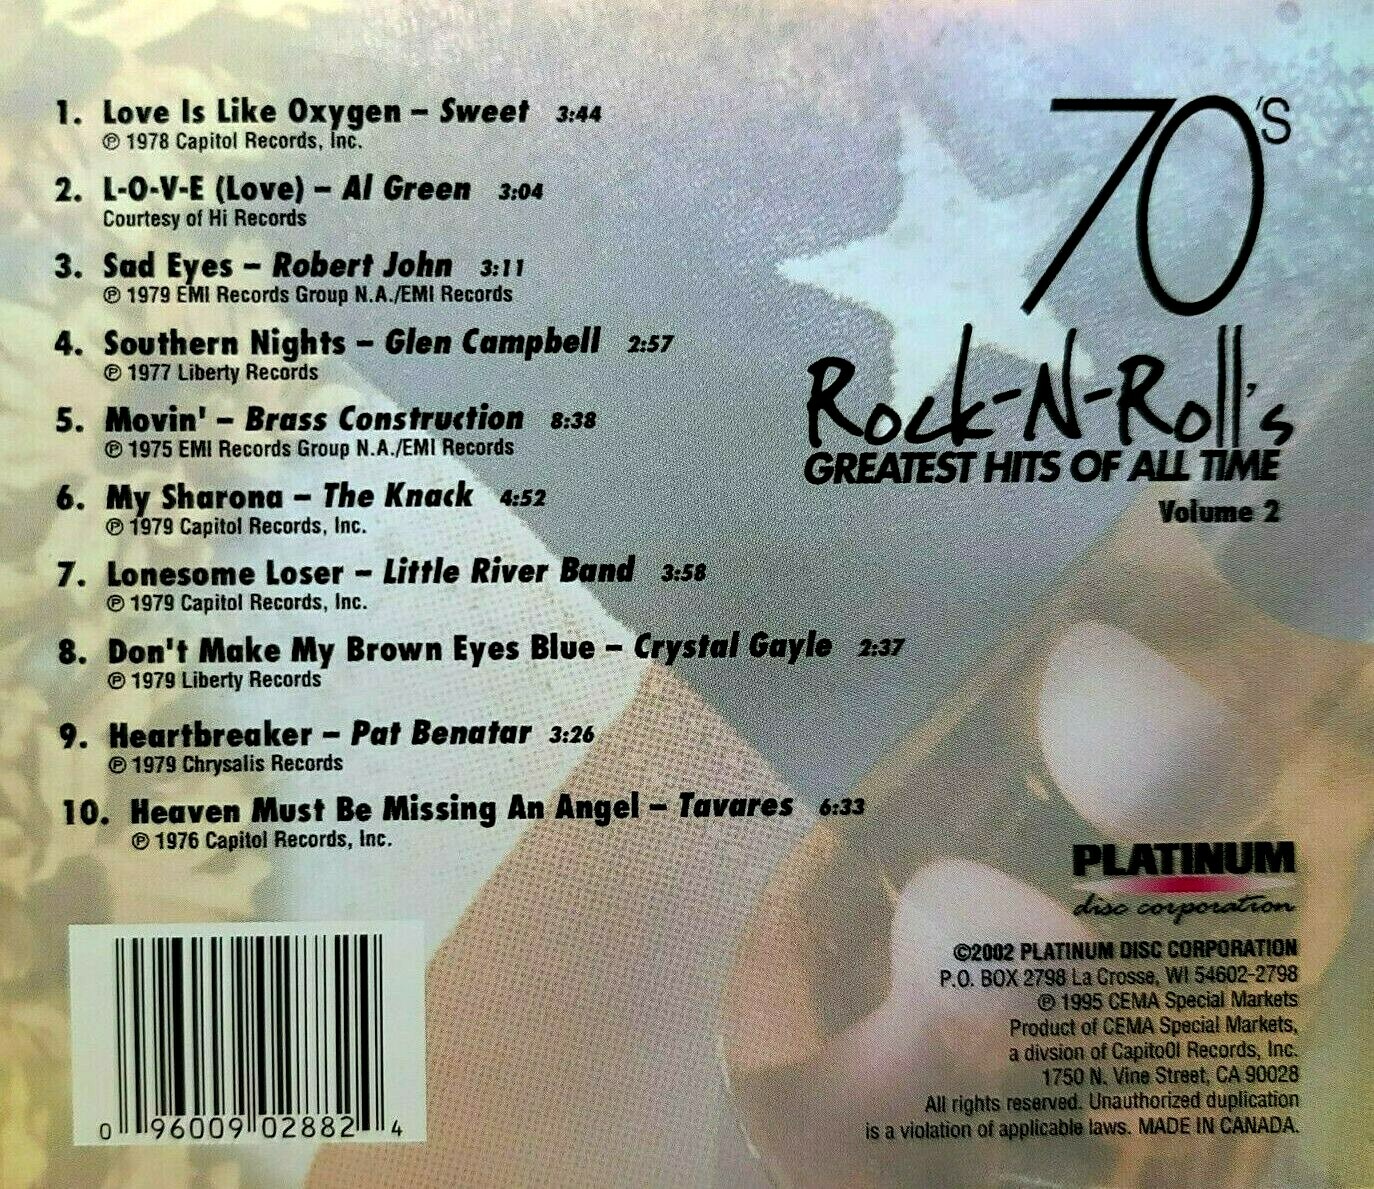 1. Love Is Like Oxygen – Sweet 3:44
℗ 1978 Capitol Records, Inc.
2. L-O-V-E (Love) – Al Green 3:04
Courtesy of Hi Records
3. Sad Eyes – Robert John 3:11
℗ 1979 EMI Records Group N.A./EMI Records
4. Southern Nights – Glen Campbell 2:57
℗ 1977 Liberty Records
5. Movin' – Brass Construction 8:38
℗ 1975 EMI Records Group N.A./EMI Records
6. My Sharona – The Knack 4:52
℗ 1979 Capitol Records, Inc.
7. Lonesome Loser – Little River Band 3:58
℗ 1979 Capitol Records, Inc.
8. Don't Make My Brown Eyes Blue – Crystal Gayle 2:37
℗ 1979 Liberty Records
9. Heartbreaker – Pat Benatar 3:26
℗ 1979 Chrysalis Records
10. Heaven Must Be Missing An Angel – Tavares 6:33
℗ 1976 Capitol Records, Inc.
70's
Rock-N-Roll's
GREATEST HITS OF ALL TIME
Volume 2
PLATINUM
disc corporation
©2002 PLATINUM DISC CORPORATION
P.O. BOX 2798 La Crosse, WI 54602-2798
℗ 1995 CEMA Special Markets
Product of CEMA Special Markets,
a divsion of Capito0l Records, Inc.
1750 N. Vine Street, CA 90028
All rights reserved. Unauthorized duplication
is a violation of applicable laws. MADE IN CANADA.
0 96009 02882 4